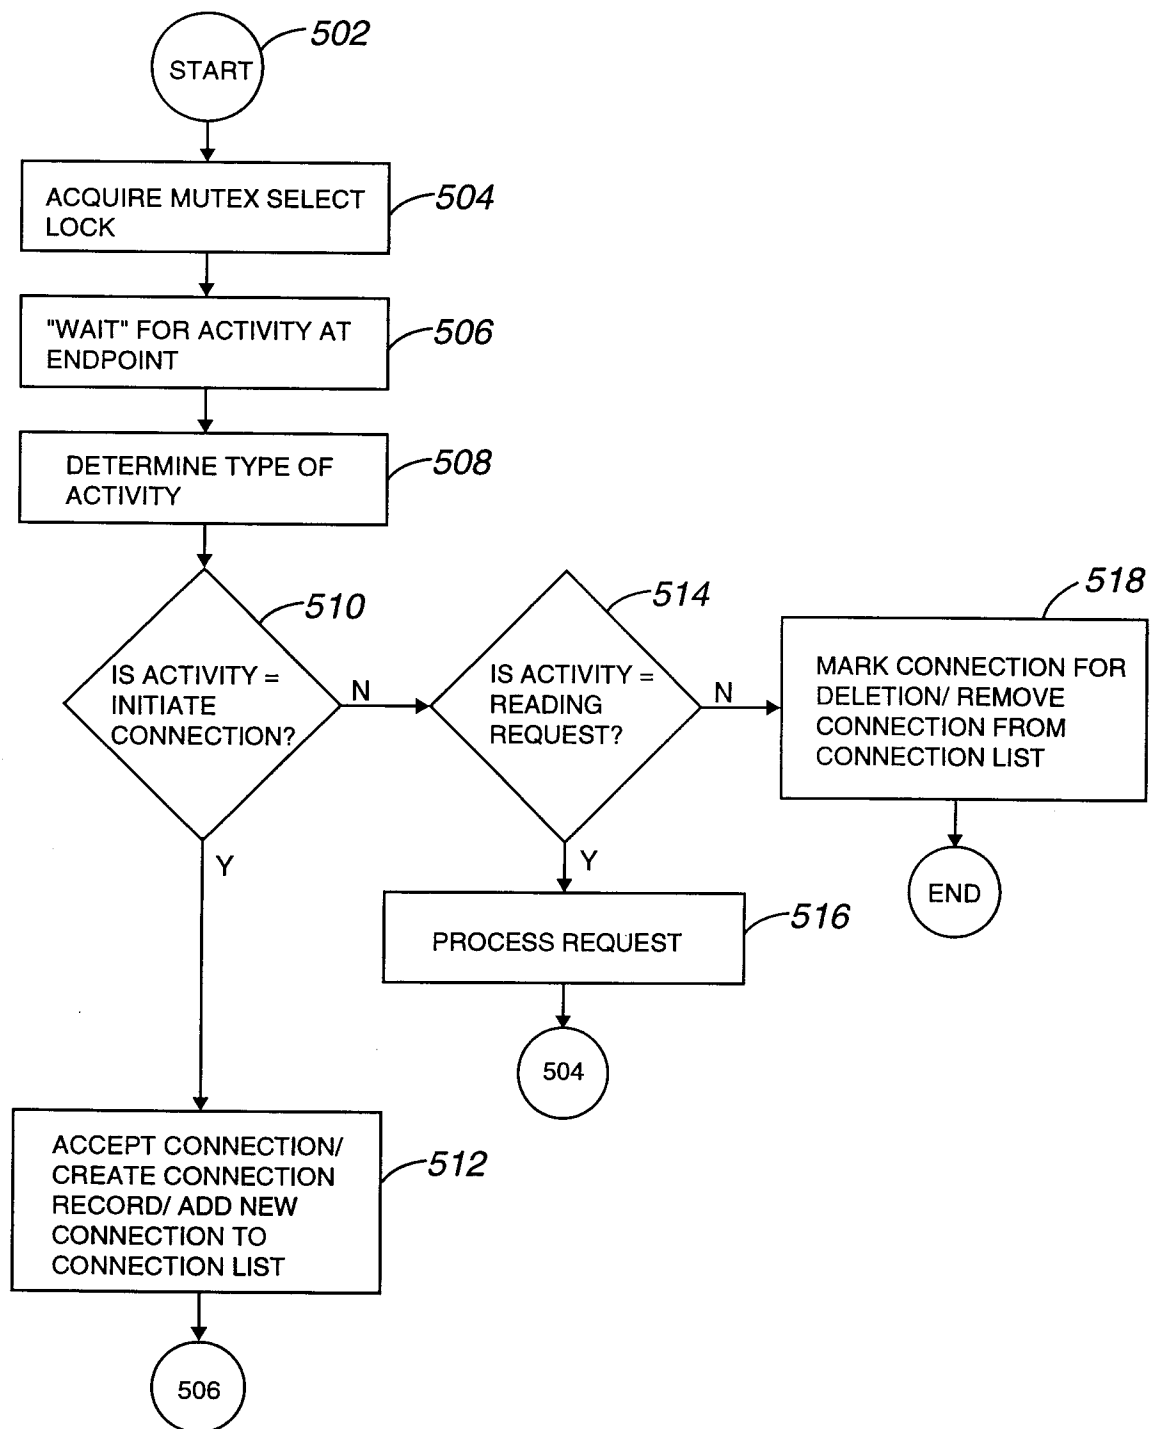 502
START
ACQUIRE MUTEX SELECT
LOCK
504
"WAIT" FOR ACTIVITY AT
ENDPOINT
506
DETERMINE TYPE OF
ACTIVITY
508
510
IS ACTIVITY =
INITIATE
CONNECTION?
N
Y
514
IS ACTIVITY =
READING
REQUEST?
N
Y
518
MARK CONNECTION FOR
DELETION/ REMOVE
CONNECTION FROM
CONNECTION LIST
END
PROCESS REQUEST
516
504
ACCEPT CONNECTION/
CREATE CONNECTION
RECORD/ ADD NEW
CONNECTION TO
CONNECTION LIST
512
506